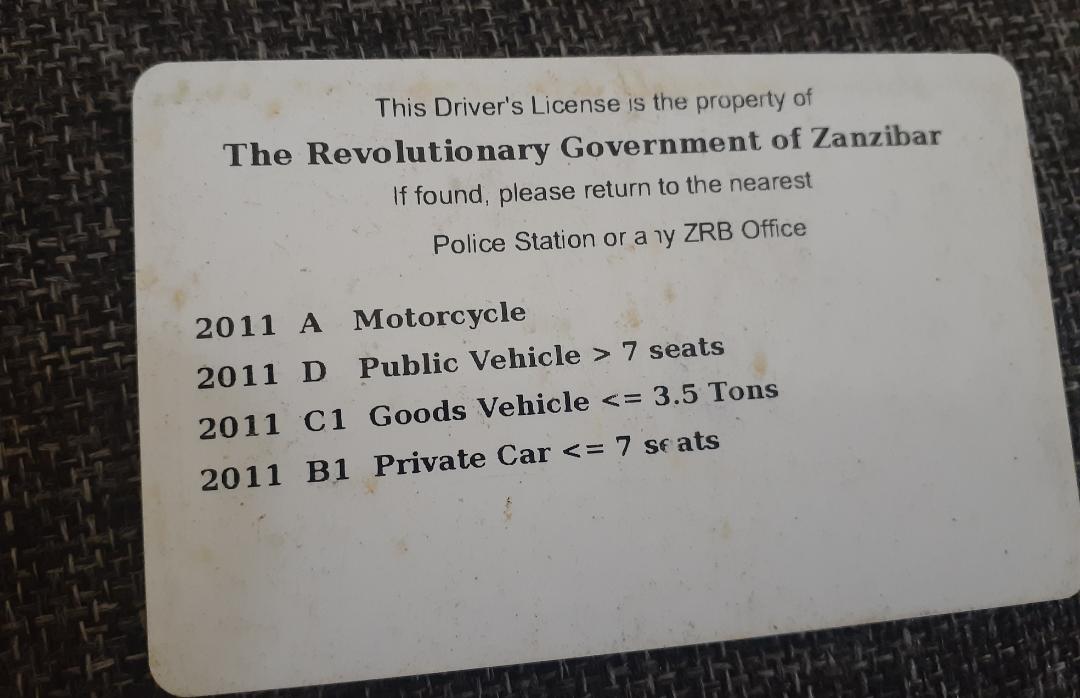 This Driver's License is the property of
The Revolutionary Government of Zanzibar
If found, please return to the nearest
Police Station or any ZRB Office
2011 A Motorcycle
2011 D Public Vehicle > 7 seats
2011 C1 Goods Vehicle <= 3.5 Tons
2011 B1 Private Car <= 7 seats